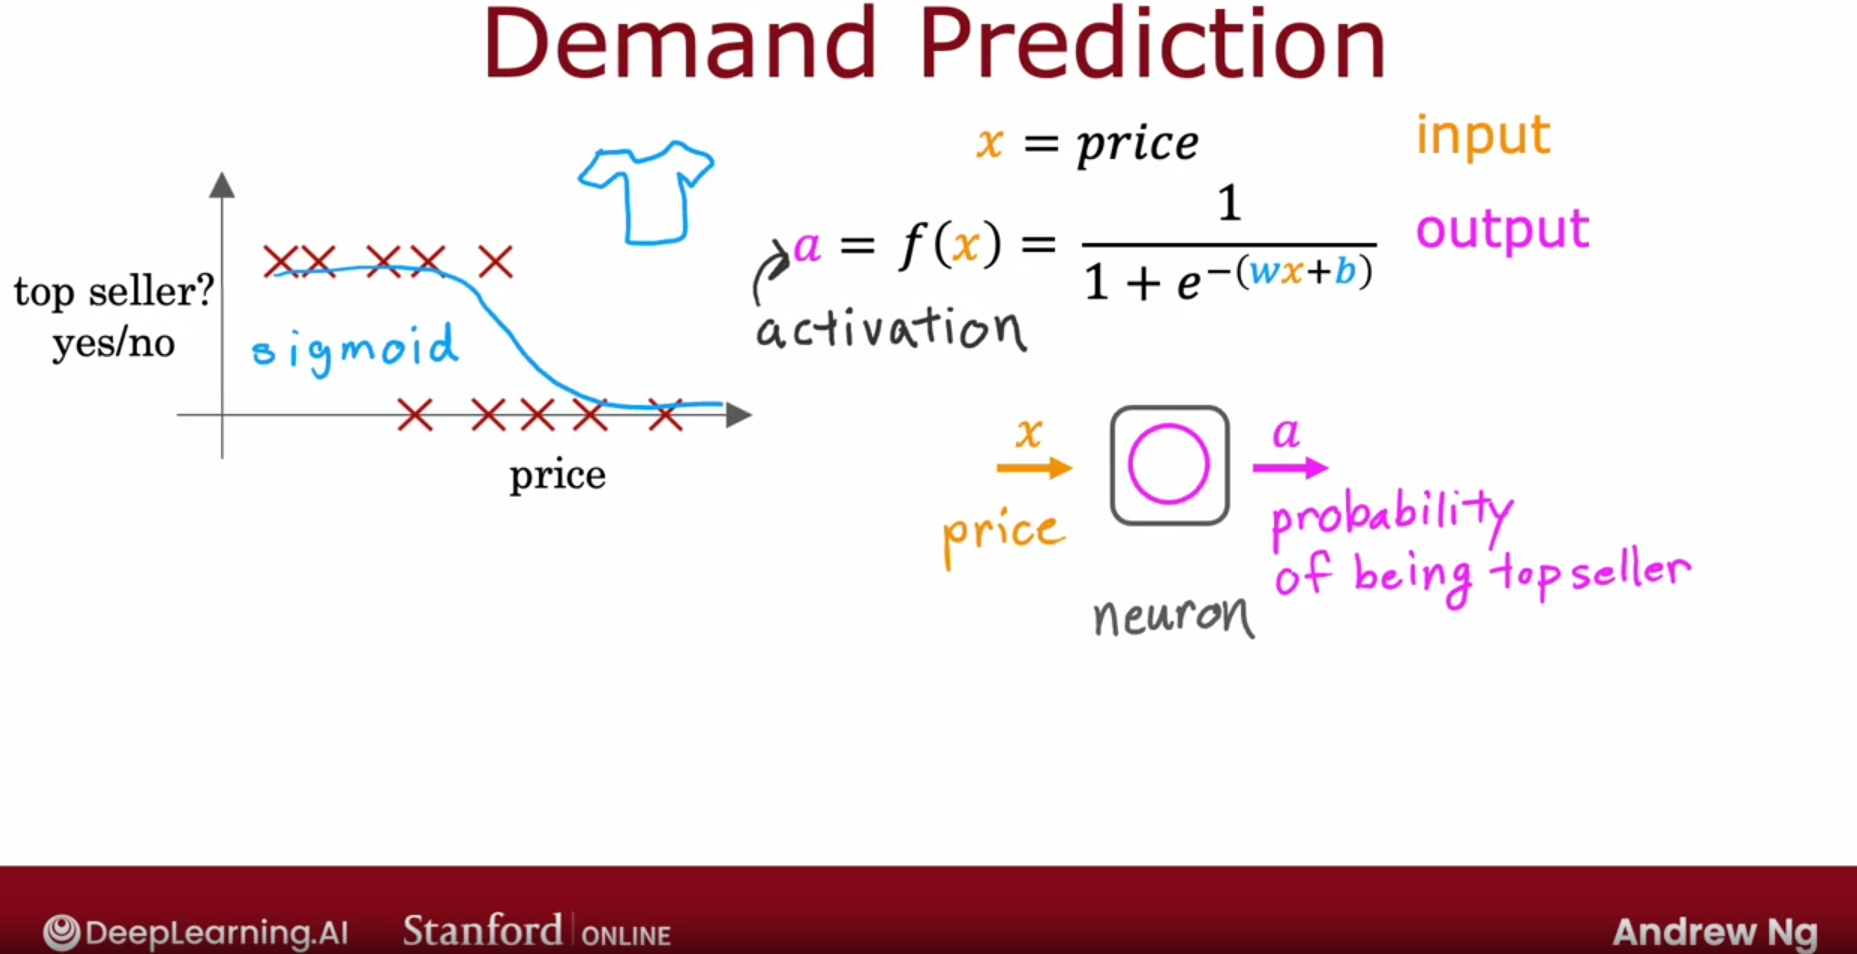 Demand Prediction
x = price
input
a = f(x) = 1 / (1 + e^−(wx+b))
output
activation
top seller?
yes/no
sigmoid
price
x
price
neuron
a
probability
of being top seller
DeepLearning.AI
Stanford ONLINE
Andrew Ng